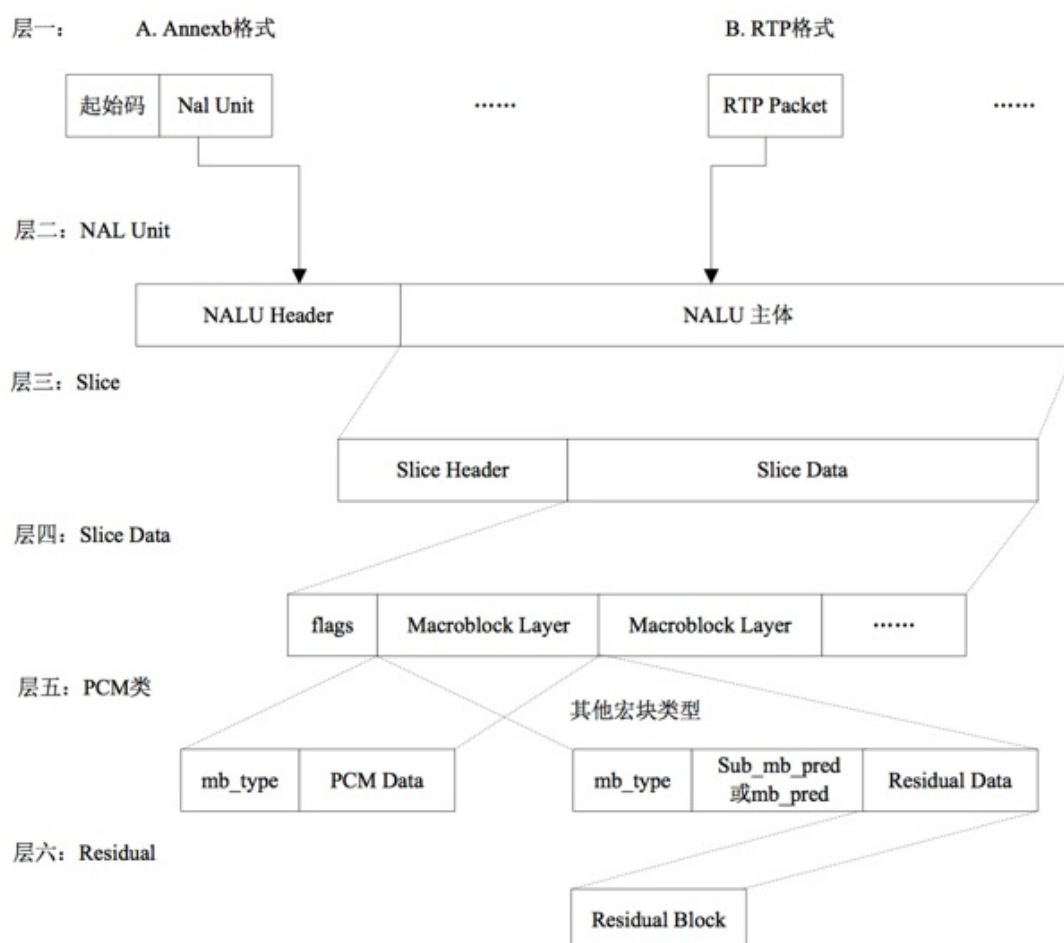 层一： A. Annexb格式 B. RTP格式
起始码 Nal Unit …… RTP Packet ……
层二：NAL Unit
NALU Header NALU 主体
层三：Slice
Slice Header Slice Data
层四：Slice Data
flags Macroblock Layer Macroblock Layer ……
层五：PCM类
其他宏块类型
mb_type PCM Data mb_type Sub_mb_pred
或mb_pred Residual Data
层六：Residual
Residual Block